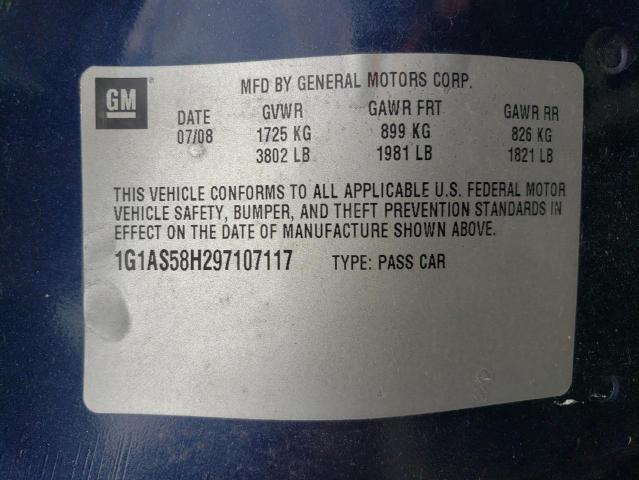 GM
MFD BY GENERAL MOTORS CORP.
DATE GVWR GAWR FRT GAWR RR
07/08 1725 KG 899 KG 826 KG
3802 LB 1981 LB 1821 LB
THIS VEHICLE CONFORMS TO ALL APPLICABLE U.S. FEDERAL MOTOR
VEHICLE SAFETY, BUMPER, AND THEFT PREVENTION STANDARDS IN
EFFECT ON THE DATE OF MANUFACTURE SHOWN ABOVE.
1G1AS58H297107117 TYPE: PASS CAR